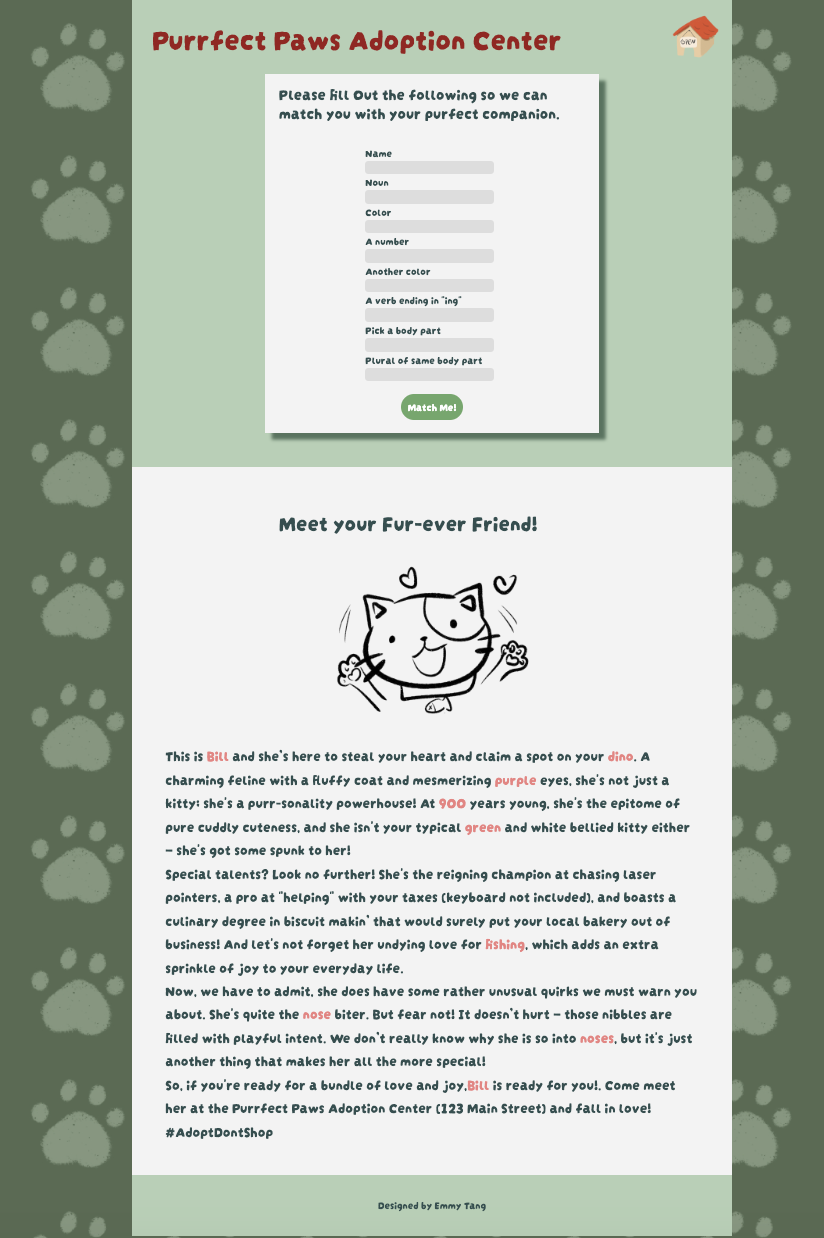 Purrfect Paws Adoption Center
OPEN
Please Fill Out the following so we can
match you with your purfect companion.
Name
Noun
Color
A number
Another color
A verb ending in "ing"
Pick a body part
Plural of same body part
Match Me!
Meet your Fur-ever Friend!
This is Bill and she's here to steal your heart and claim a spot on your dino. A
charming feline with a fluffy coat and mesmerizing purple eyes, she's not just a
kitty; she's a purr-sonality powerhouse! At 900 years young, she's the epitome of
pure cuddly cuteness, and she isn't your typical green and white bellied kitty either
– she's got some spunk to her!
Special talents? Look no further! She's the reigning champion at chasing laser
pointers, a pro at "helping" with your taxes (keyboard not included), and boasts a
culinary degree in biscuit makin' that would surely put your local bakery out of
business! And let's not forget her undying love for fishing, which adds an extra
sprinkle of joy to your everyday life.
Now, we have to admit, she does have some rather unusual quirks we must warn you
about. She's quite the nose biter. But fear not! It doesn't hurt – those nibbles are
filled with playful intent. We don't really know why she is so into noses, but it's just
another thing that makes her all the more special!
So, if you're ready for a bundle of love and joy,Bill is ready for you!. Come meet
her at the Purrfect Paws Adoption Center (123 Main Street) and fall in love!
#AdoptDontShop
Designed by Emmy Tang